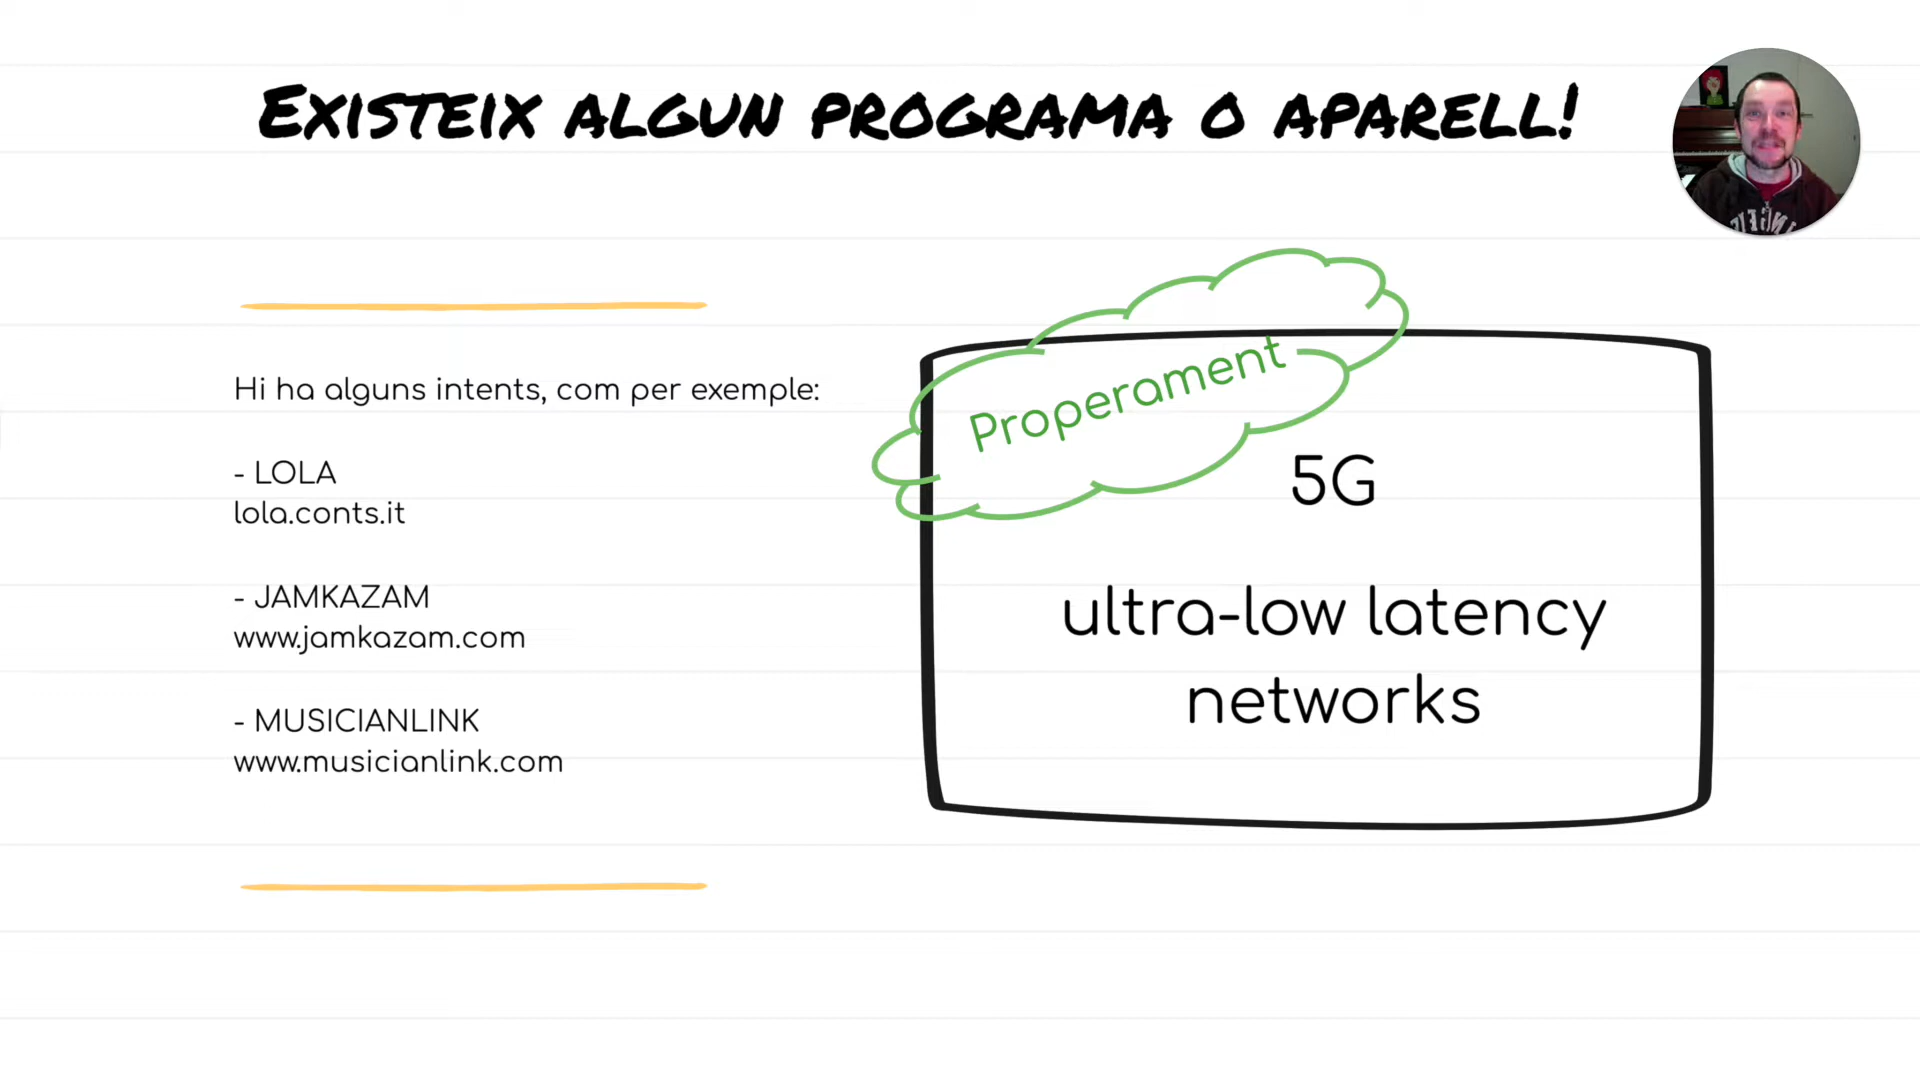 EXISTEIX ALGUN PROGRAMA O APARELL!
Hi ha alguns intents, com per exemple:
- LOLA
lola.conts.it
- JAMKAZAM
www.jamkazam.com
- MUSICIANLINK
www.musicianlink.com
Properament
5G
ultra-low latency
networks